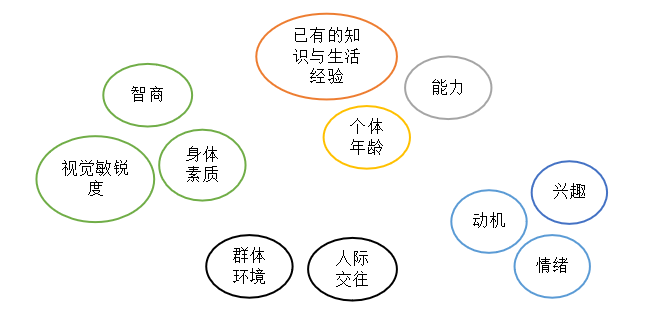 已有的知
识与生活
经验
能力
智商
个体
年龄
身体
素质
视觉敏锐
度
兴趣
动机
情绪
群体
环境
人际
交往